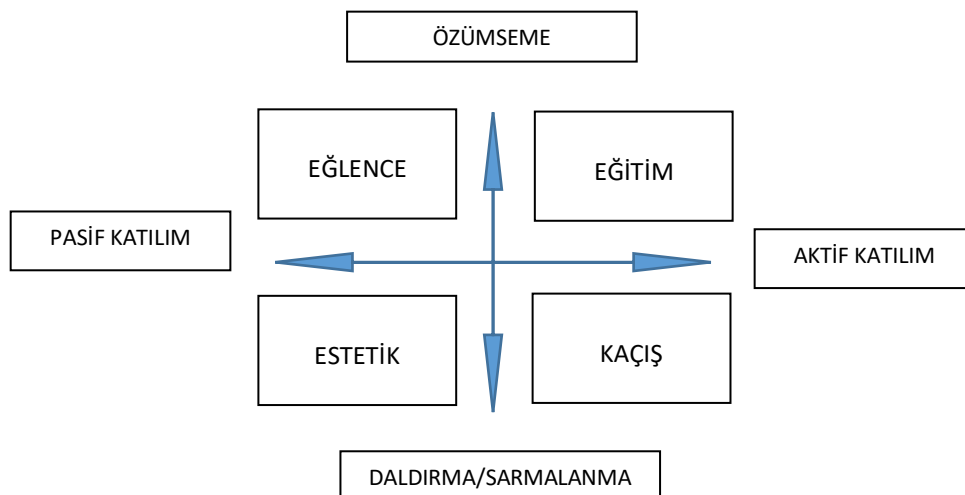 ÖZÜMSEME
EĞLENCE
EĞİTİM
PASİF KATILIM
AKTİF KATILIM
ESTETİK
KAÇIŞ
DALDIRMA/SARMALANMA